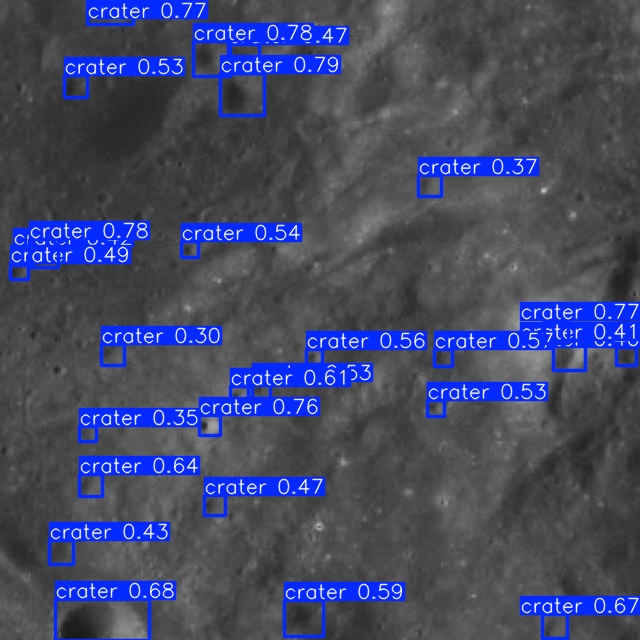 crater 0.77
crater 0.78
.47
crater 0.79
crater 0.53
crater 0.37
crater 0.78
crater 0.49
crater 0.54
crater 0.77
crater 0.30
crater 0.56
crater 0.57
0.41
crater 0.61
53
crater 0.53
crater 0.76
crater 0.35
crater 0.64
crater 0.47
crater 0.43
crater 0.68
crater 0.59
crater 0.67